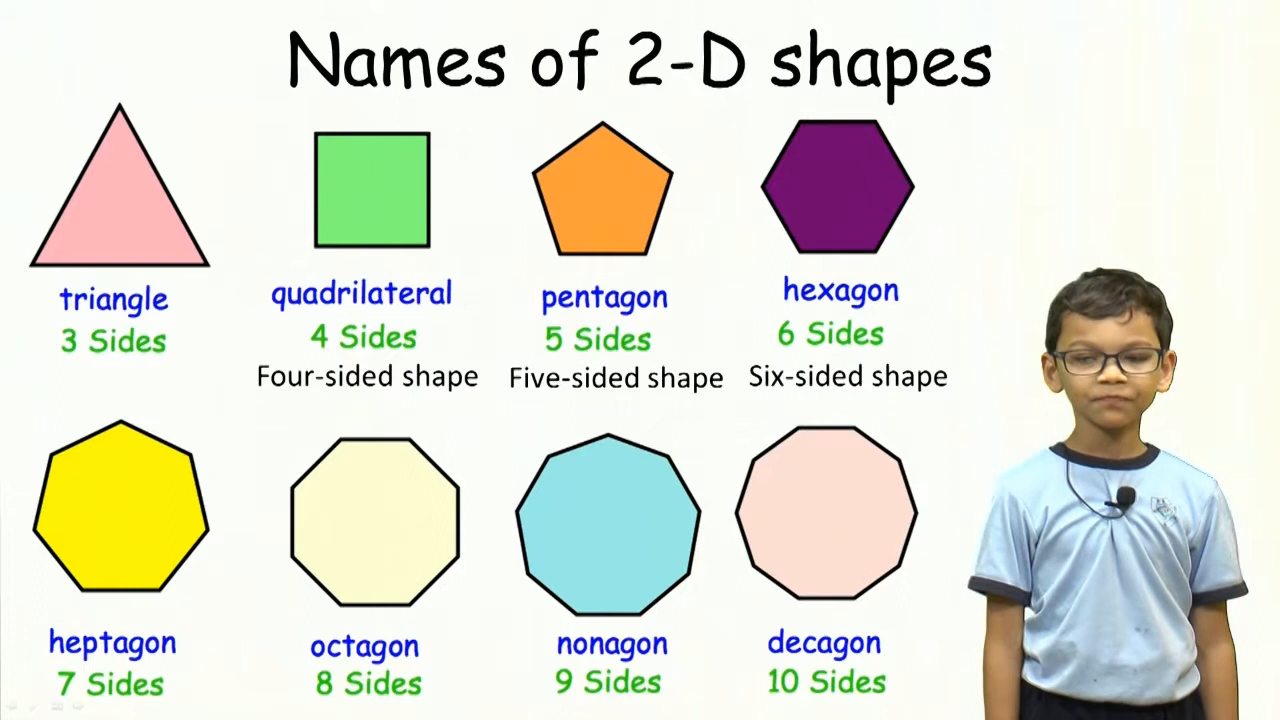 Names of 2-D shapes
triangle
3 Sides
quadrilateral
4 Sides
Four-sided shape
pentagon
5 Sides
Five-sided shape
hexagon
6 Sides
Six-sided shape
heptagon
7 Sides
octagon
8 Sides
nonagon
9 Sides
decagon
10 Sides